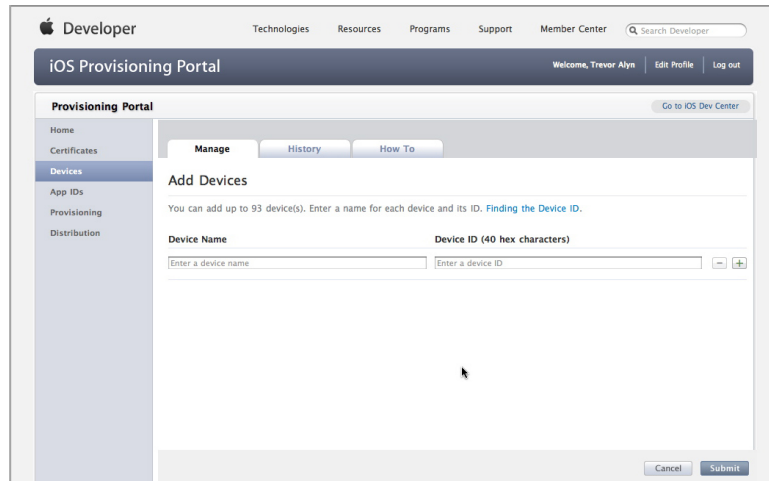 Developer
Technologies Resources Programs Support Member Center Search Developer
iOS Provisioning Portal Welcome, Trevor Alyn Edit Profile Log out
Provisioning Portal Go to iOS Dev Center
Home
Certificates
Devices
App IDs
Provisioning
Distribution
Manage History How To
Add Devices
You can add up to 93 device(s). Enter a name for each device and its ID. Finding the Device ID.
Device Name Device ID (40 hex characters)
Enter a device name Enter a device ID
Cancel Submit